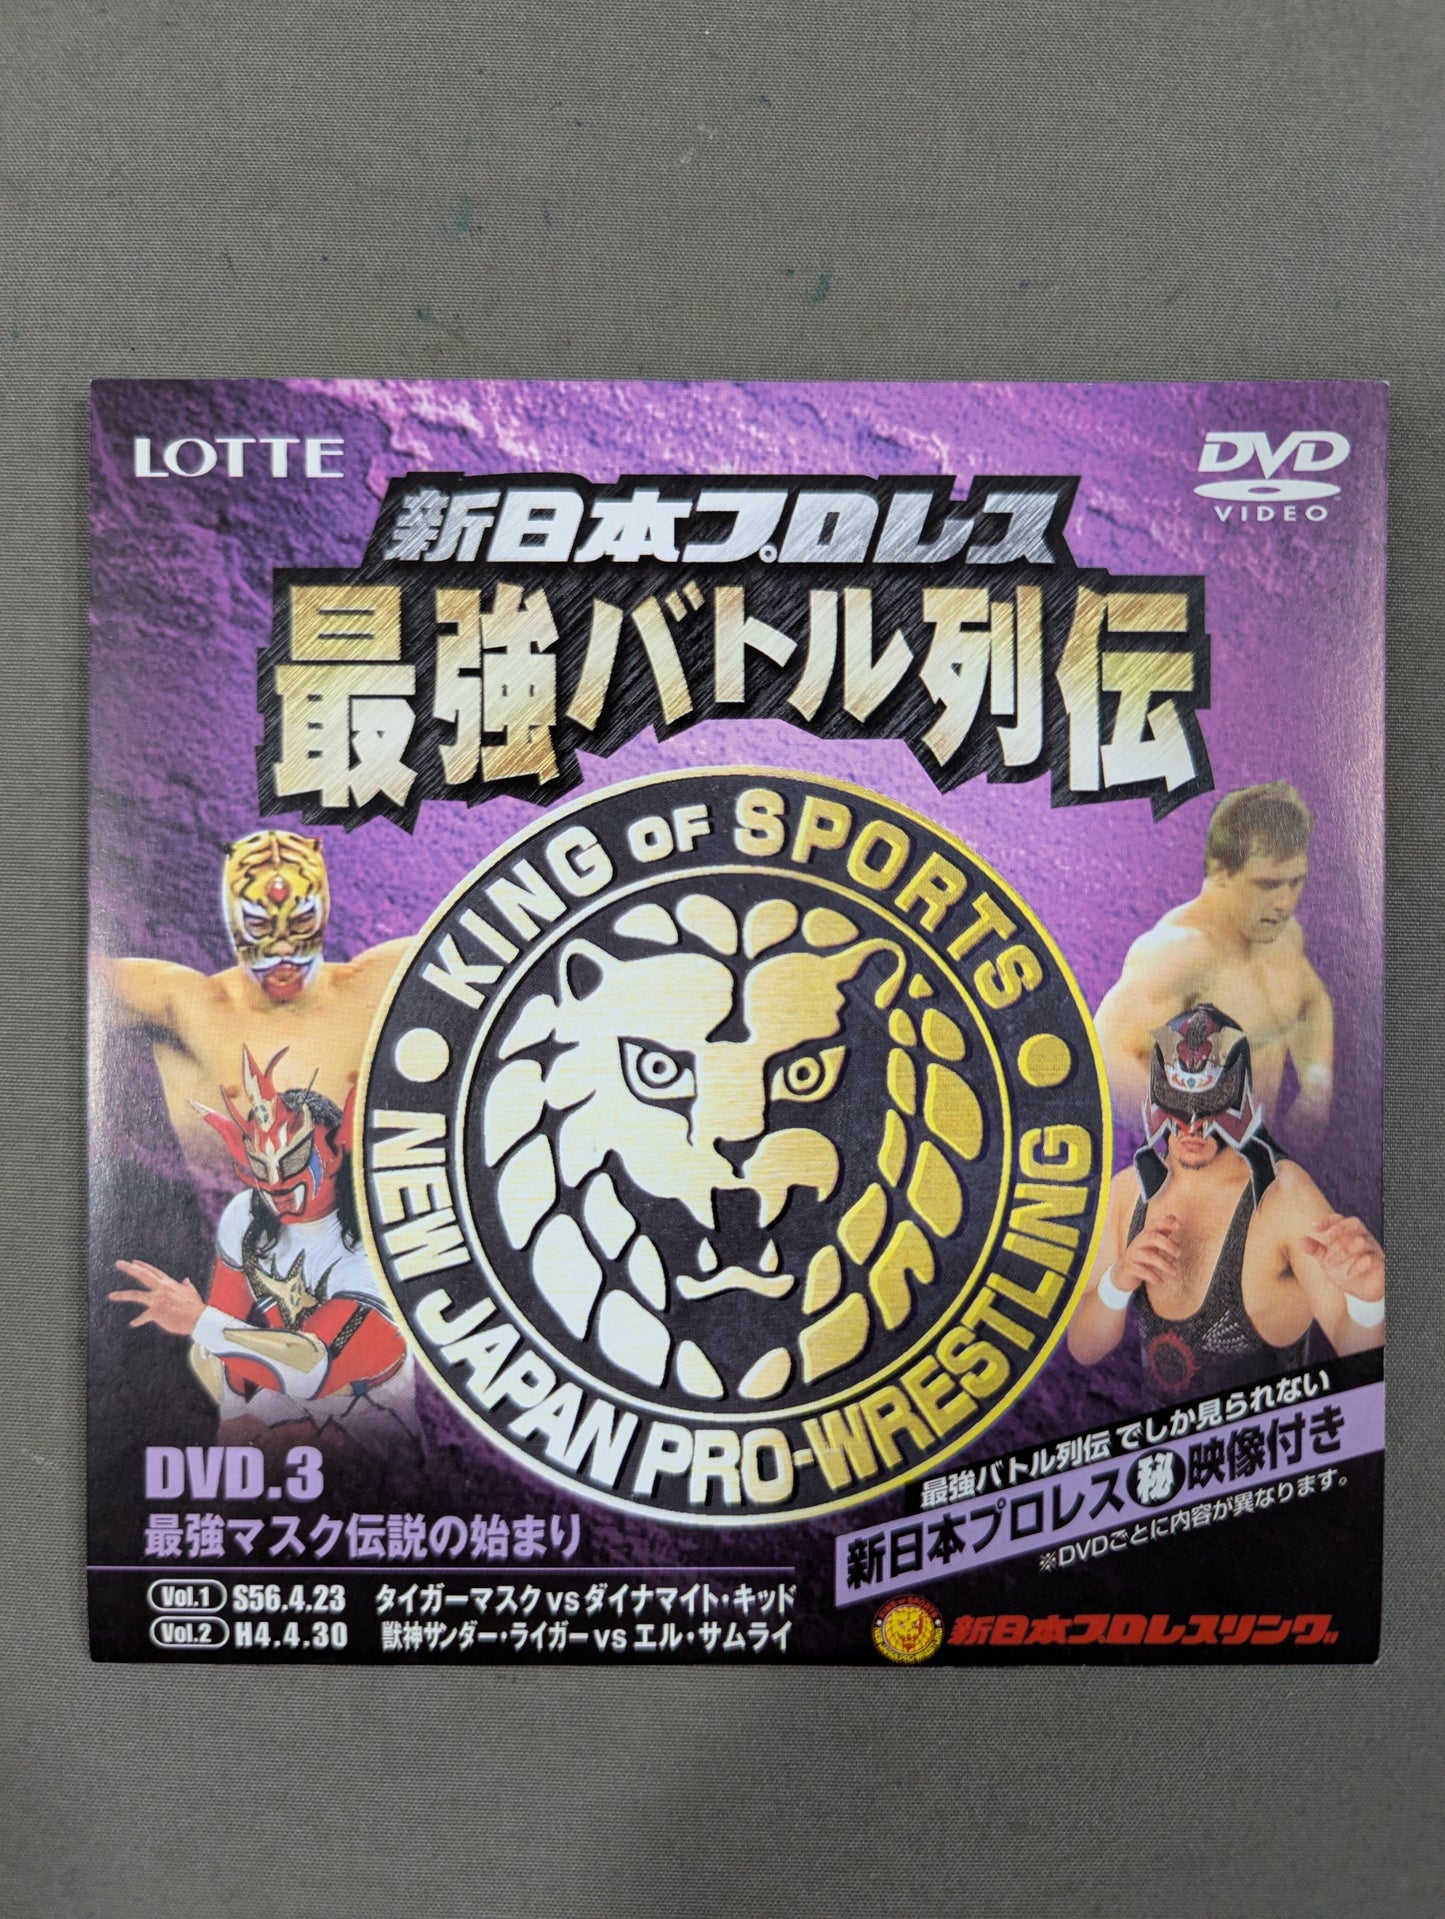 LOTTE
DVD
VIDEO
新日本プロレス
最強バトル列伝
KING OF SPORTS
NEW JAPAN PRO-WRESTLING
最強バトル列伝でしか見られない
新日本プロレス㊙映像付き
※DVDごとに内容が異なります。
DVD.3
最強マスク伝説の始まり
Vol.1 S56.4.23 タイガーマスクvsダイナマイト・キッド
Vol.2 H4.4.30 獣神サンダー・ライガーvsエル・サムライ
新日本プロレスリング